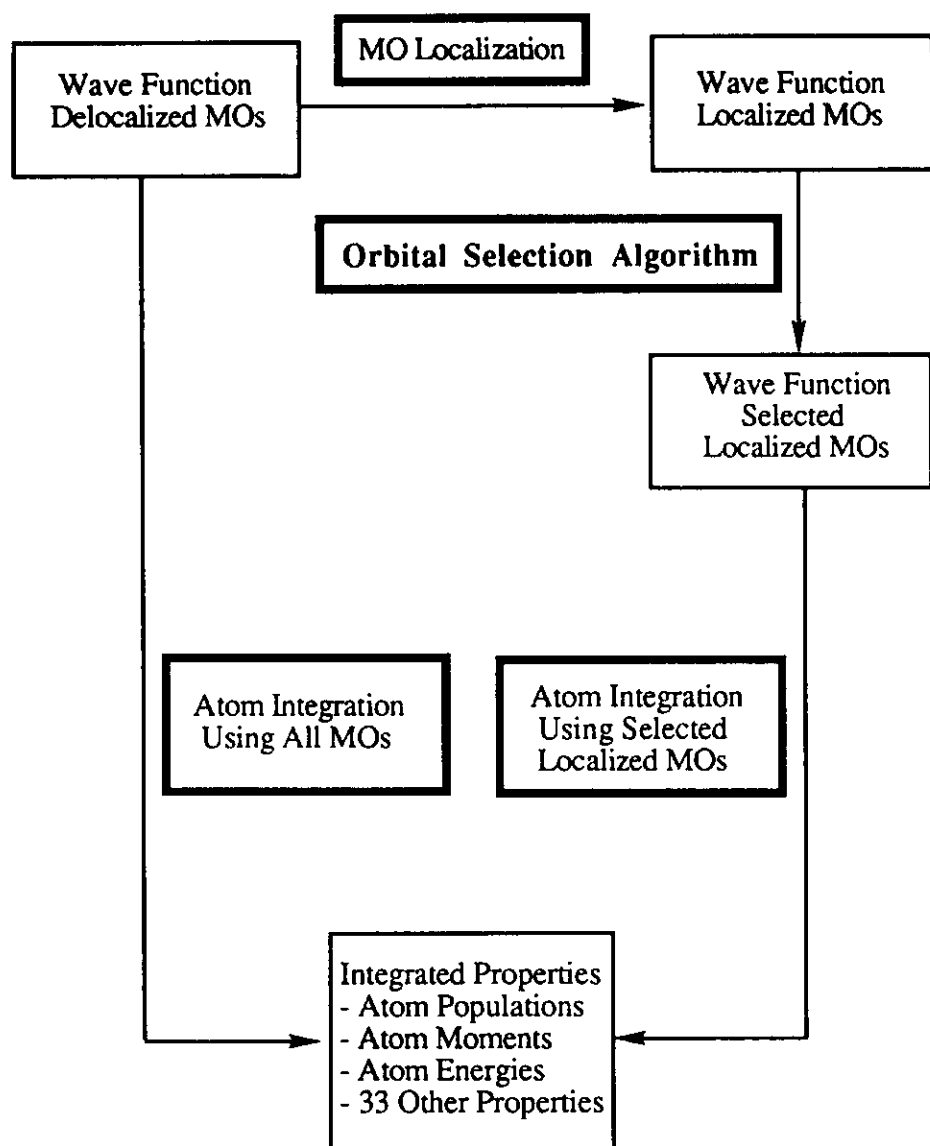 MO Localization
Wave Function
Delocalized MOs
Wave Function
Localized MOs
Orbital Selection Algorithm
Wave Function
Selected
Localized MOs
Atom Integration
Using All MOs
Atom Integration
Using Selected
Localized MOs
Integrated Properties
- Atom Populations
- Atom Moments
- Atom Energies
- 33 Other Properties